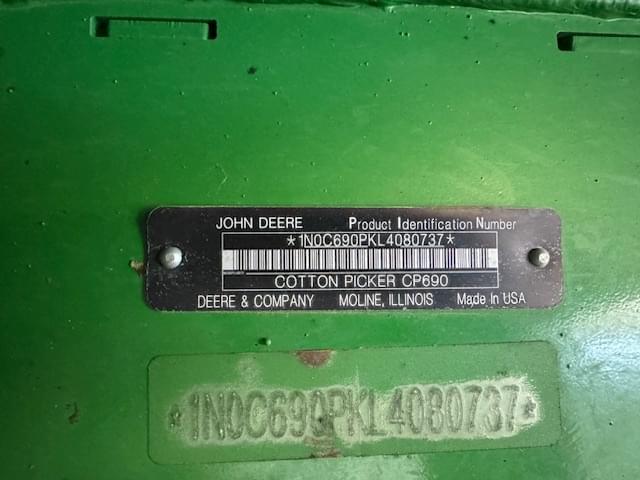 JOHN DEERE Product Identification Number
*1N0C690PKL4080737*
COTTON PICKER CP690
DEERE & COMPANY MOLINE, ILLINOIS Made In USA
*1N0C690PKL4080737*